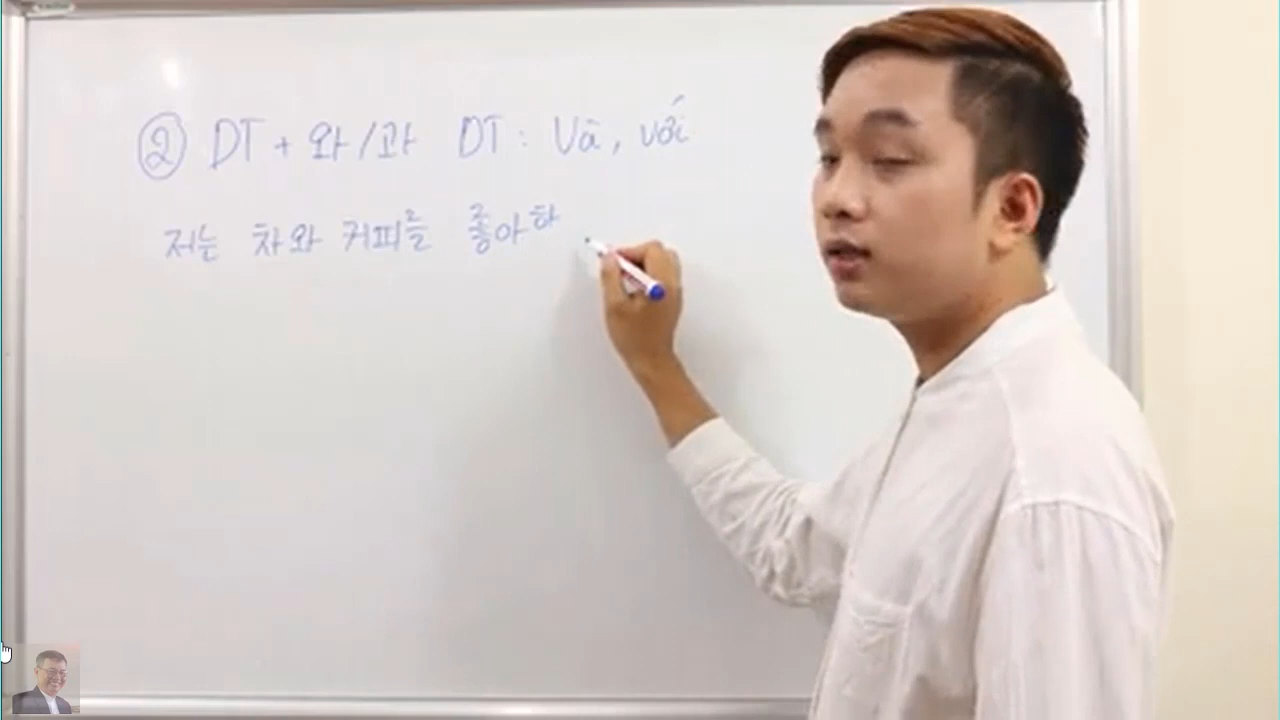 ② DT + 와/과 DT : Và, với
저는 차와 커피를 좋아하